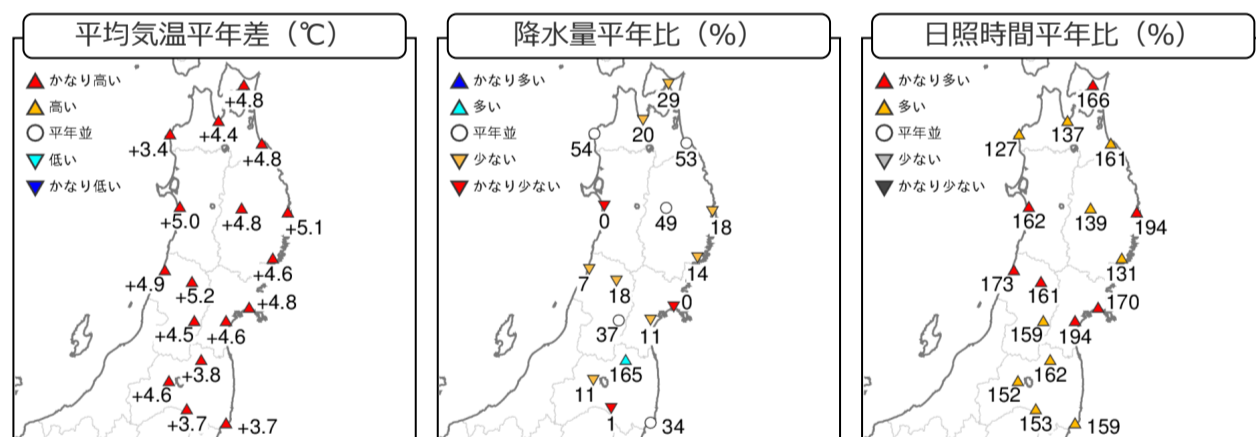 平均気温平年差（℃）
かなり高い
高い
平年並
低い
かなり低い
+4.8
+4.4
+3.4
+4.8
+5.0
+4.8
+5.1
+4.6
+4.9
+5.2
+4.8
+4.5
+4.6
+3.8
+4.6
+3.7
+3.7
降水量平年比（%）
かなり多い
多い
平年並
少ない
かなり少ない
29
20
54
53
0
49
18
14
7
18
0
37
11
165
11
1
34
日照時間平年比（%）
かなり多い
多い
平年並
少ない
かなり少ない
166
137
127
161
162
139
194
131
173
161
170
159
194
162
152
153
159